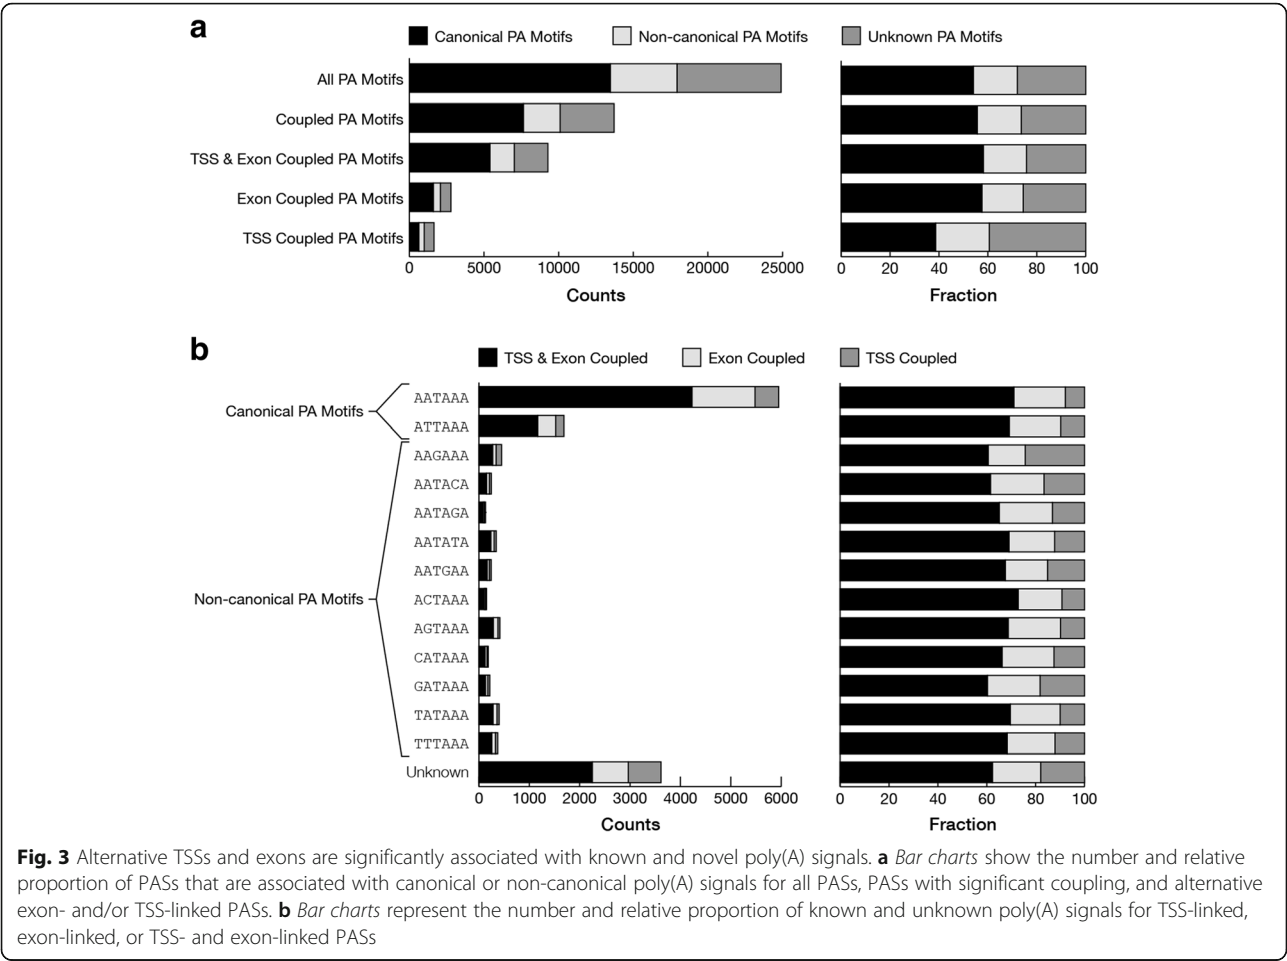 a
Canonical PA Motifs Non-canonical PA Motifs Unknown PA Motifs
All PA Motifs
Coupled PA Motifs
TSS & Exon Coupled PA Motifs
Exon Coupled PA Motifs
TSS Coupled PA Motifs
0 5000 10000 15000 20000 25000
Counts
0 20 40 60 80 100
Fraction
b
TSS & Exon Coupled Exon Coupled TSS Coupled
Canonical PA Motifs
AATAAA
ATTAAA
Non-canonical PA Motifs
AAGAAA
AATACA
AATAGA
AATATA
AATGAA
ACTAAA
AGTAAA
CATAAA
GATAAA
TATAAA
TTTAAA
Unknown
0 1000 2000 3000 4000 5000 6000
Counts
0 20 40 60 80 100
Fraction
Fig. 3 Alternative TSSs and exons are significantly associated with known and novel poly(A) signals. a Bar charts show the number and relative
proportion of PASs that are associated with canonical or non-canonical poly(A) signals for all PASs, PASs with significant coupling, and alternative
exon- and/or TSS-linked PASs. b Bar charts represent the number and relative proportion of known and unknown poly(A) signals for TSS-linked,
exon-linked, or TSS- and exon-linked PASs